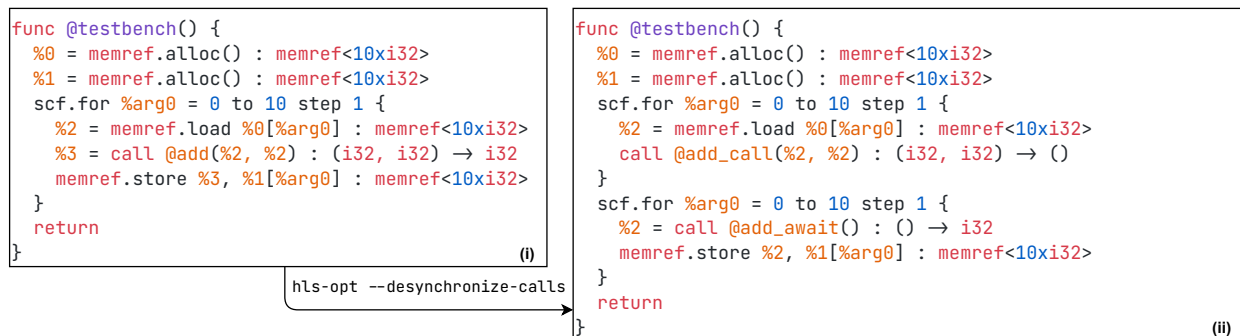 func @testbench() {
  %0 = memref.alloc() : memref<10xi32>
  %1 = memref.alloc() : memref<10xi32>
  scf.for %arg0 = 0 to 10 step 1 {
    %2 = memref.load %0[%arg0] : memref<10xi32>
    %3 = call @add(%2, %2) : (i32, i32) → i32
    memref.store %3, %1[%arg0] : memref<10xi32>
  }
  return
}
(i)
hls-opt --desynchronize-calls
func @testbench() {
  %0 = memref.alloc() : memref<10xi32>
  %1 = memref.alloc() : memref<10xi32>
  scf.for %arg0 = 0 to 10 step 1 {
    %2 = memref.load %0[%arg0] : memref<10xi32>
    call @add_call(%2, %2) : (i32, i32) → ()
  }
  scf.for %arg0 = 0 to 10 step 1 {
    %2 = call @add_await() : () → i32
    memref.store %2, %1[%arg0] : memref<10xi32>
  }
  return
}
(ii)